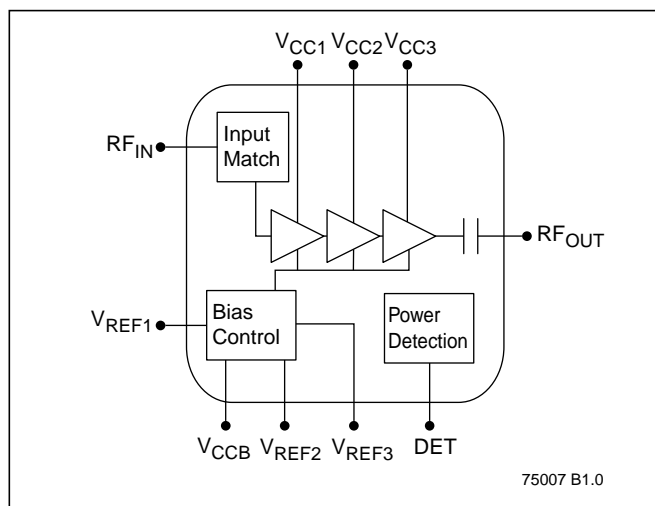 VCC1 VCC2 VCC3
RFIN
Input
Match
RFOUT
VREF1
Bias
Control
Power
Detection
VCCB VREF2 VREF3 DET
75007 B1.0